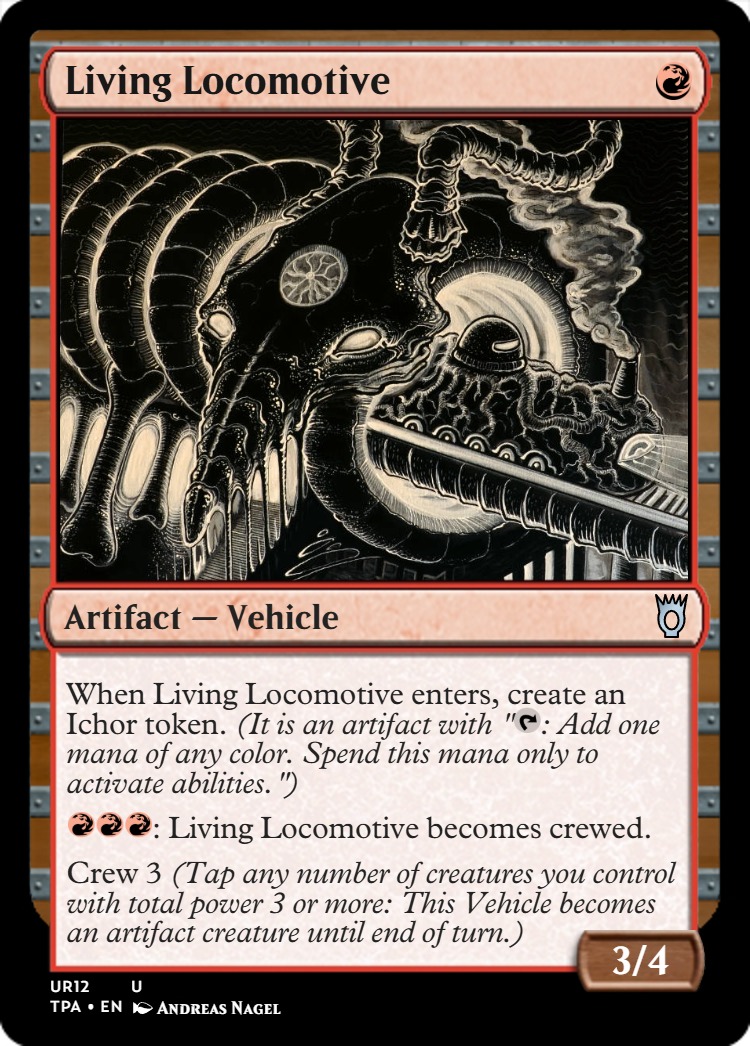 Living Locomotive
Artifact — Vehicle
When Living Locomotive enters, create an
Ichor token. (It is an artifact with ": Add one
mana of any color. Spend this mana only to
activate abilities.")
: Living Locomotive becomes crewed.
Crew 3 (Tap any number of creatures you control
with total power 3 or more: This Vehicle becomes
an artifact creature until end of turn.)
3/4
UR12 U
TPA • EN Andreas Nagel